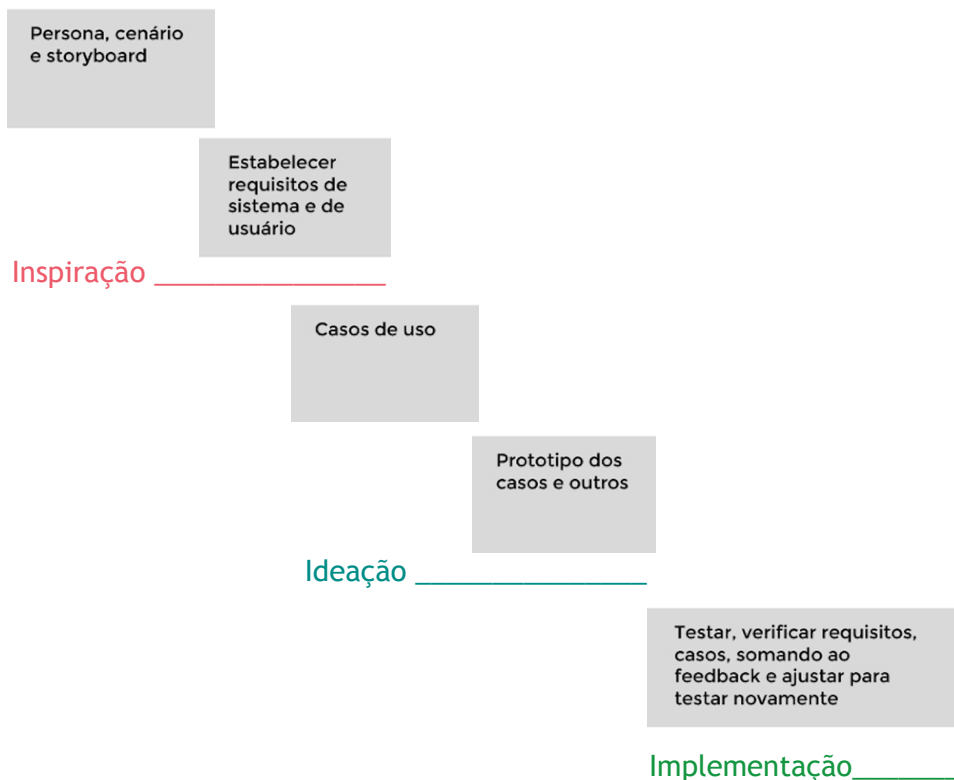 Persona, cenário
e storyboard
Estabelecer
requisitos de
sistema e de
usuário
Inspiração _______________
Casos de uso
Prototipo dos
casos e outros
Ideação _______________
Testar, verificar requisitos,
casos, somando ao
feedback e ajustar para
testar novamente
Implementação_______